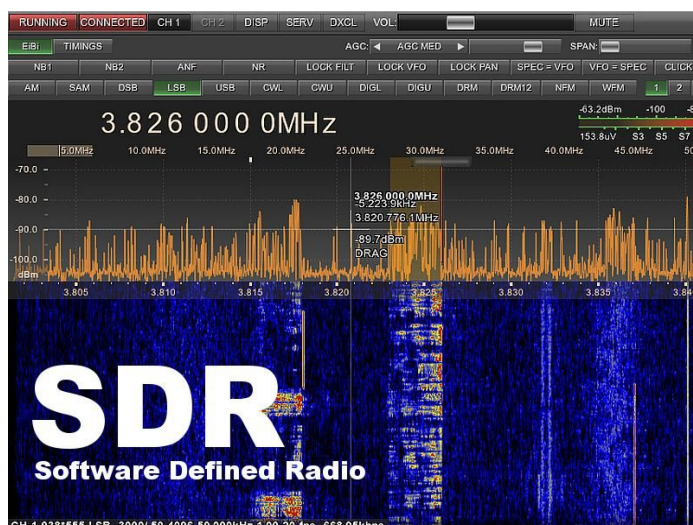 RUNNING CONNECTED CH 1 CH 2 DISP SERV DXCL VOL: MUTE
EiBi TIMINGS AGC: ◀ AGC MED ▶ SPAN:
NB1 NB2 ANF NR LOCK FILT LOCK VFO LOCK PAN SPEC = VFO VFO = SPEC CLICK
AM SAM DSB LSB USB CWL CWU DIGL DIGU DRM DRM12 NFM WFM 1 2
3.826 000 0MHz
-63.2dBm -100
153.8uV S3 S5 S7
5.0MHz 10.0MHz 15.0MHz 20.0MHz 25.0MHz 30.0MHz 35.0MHz 40.0MHz 45.0MHz
-70.0
-80.0
3.826 000.0MHz
-5.223.9kHz
3.820.776.1MHz
-90.0
-89.7dBm
DRAG
-100.0
dBm
3.805 3.810 3.815 3.820 3.825 3.830 3.835 3.84
SDR
Software Defined Radio